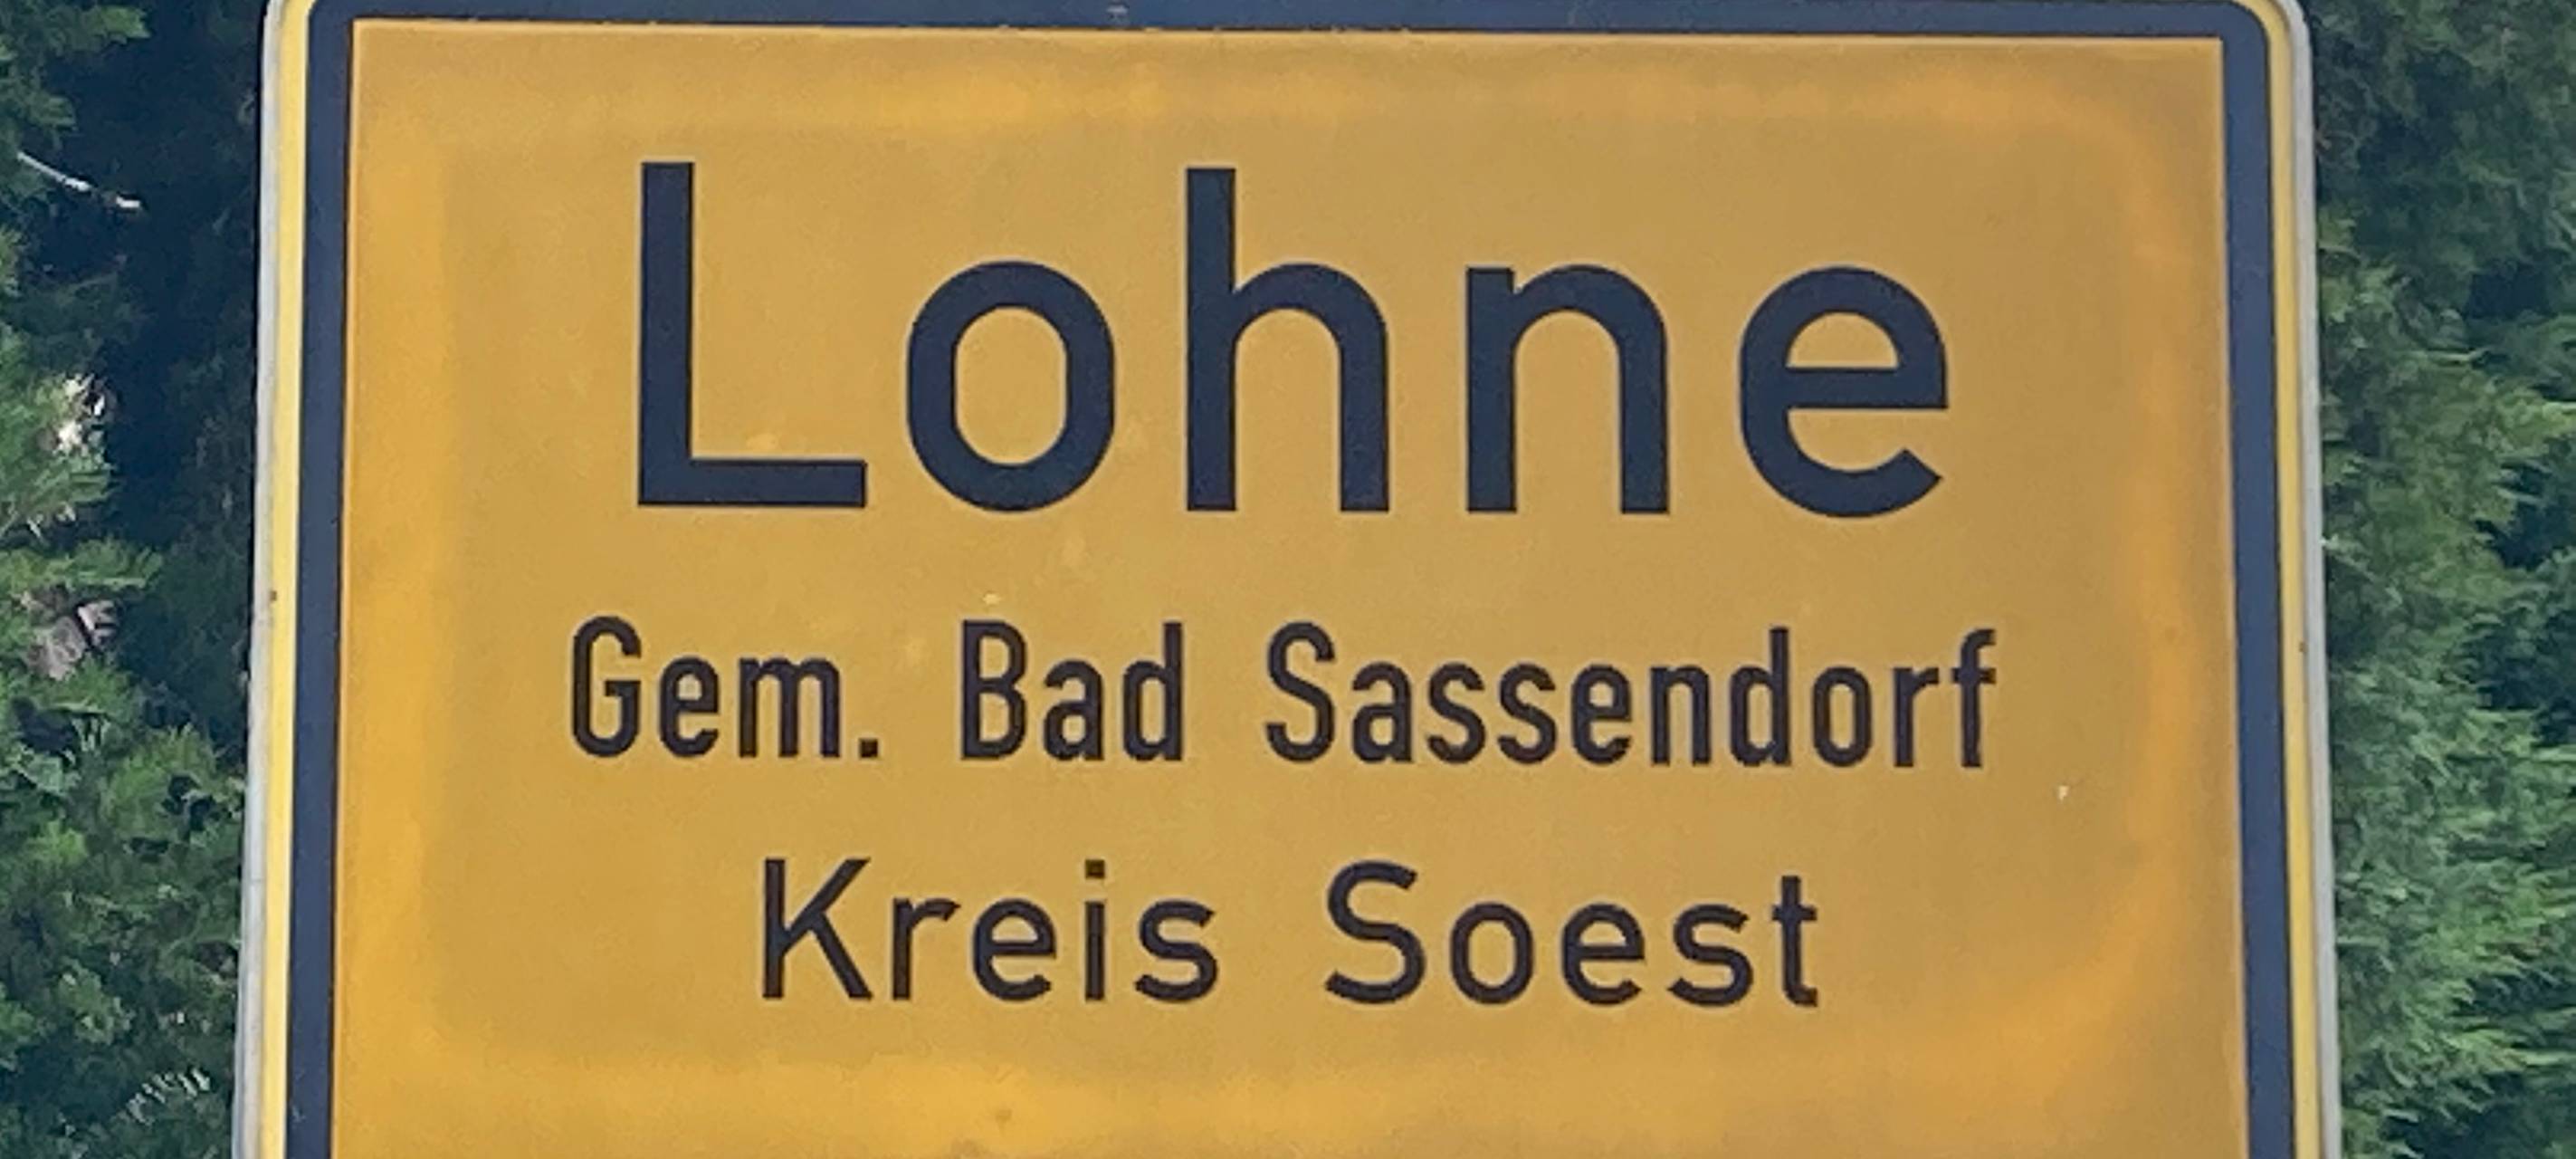 Lohne
Gem. Bad Sassendorf
Kreis Soest